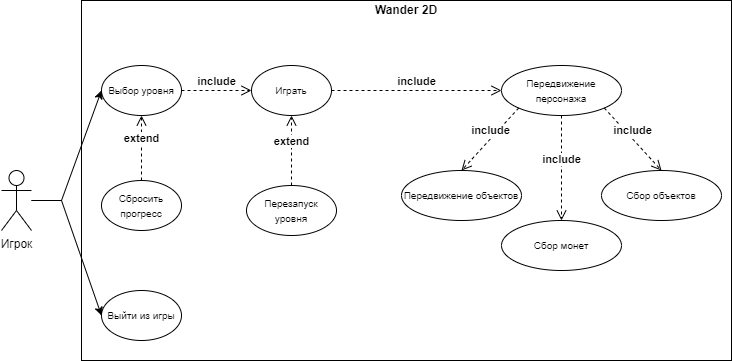 Wander 2D
Выбор уровня
include
Играть
include
Передвижение
персонажа
extend
extend
include
include
include
Сбросить
прогресс
Перезапуск
уровня
Передвижение объектов
Сбор объектов
Сбор монет
Игрок
Выйти из игры